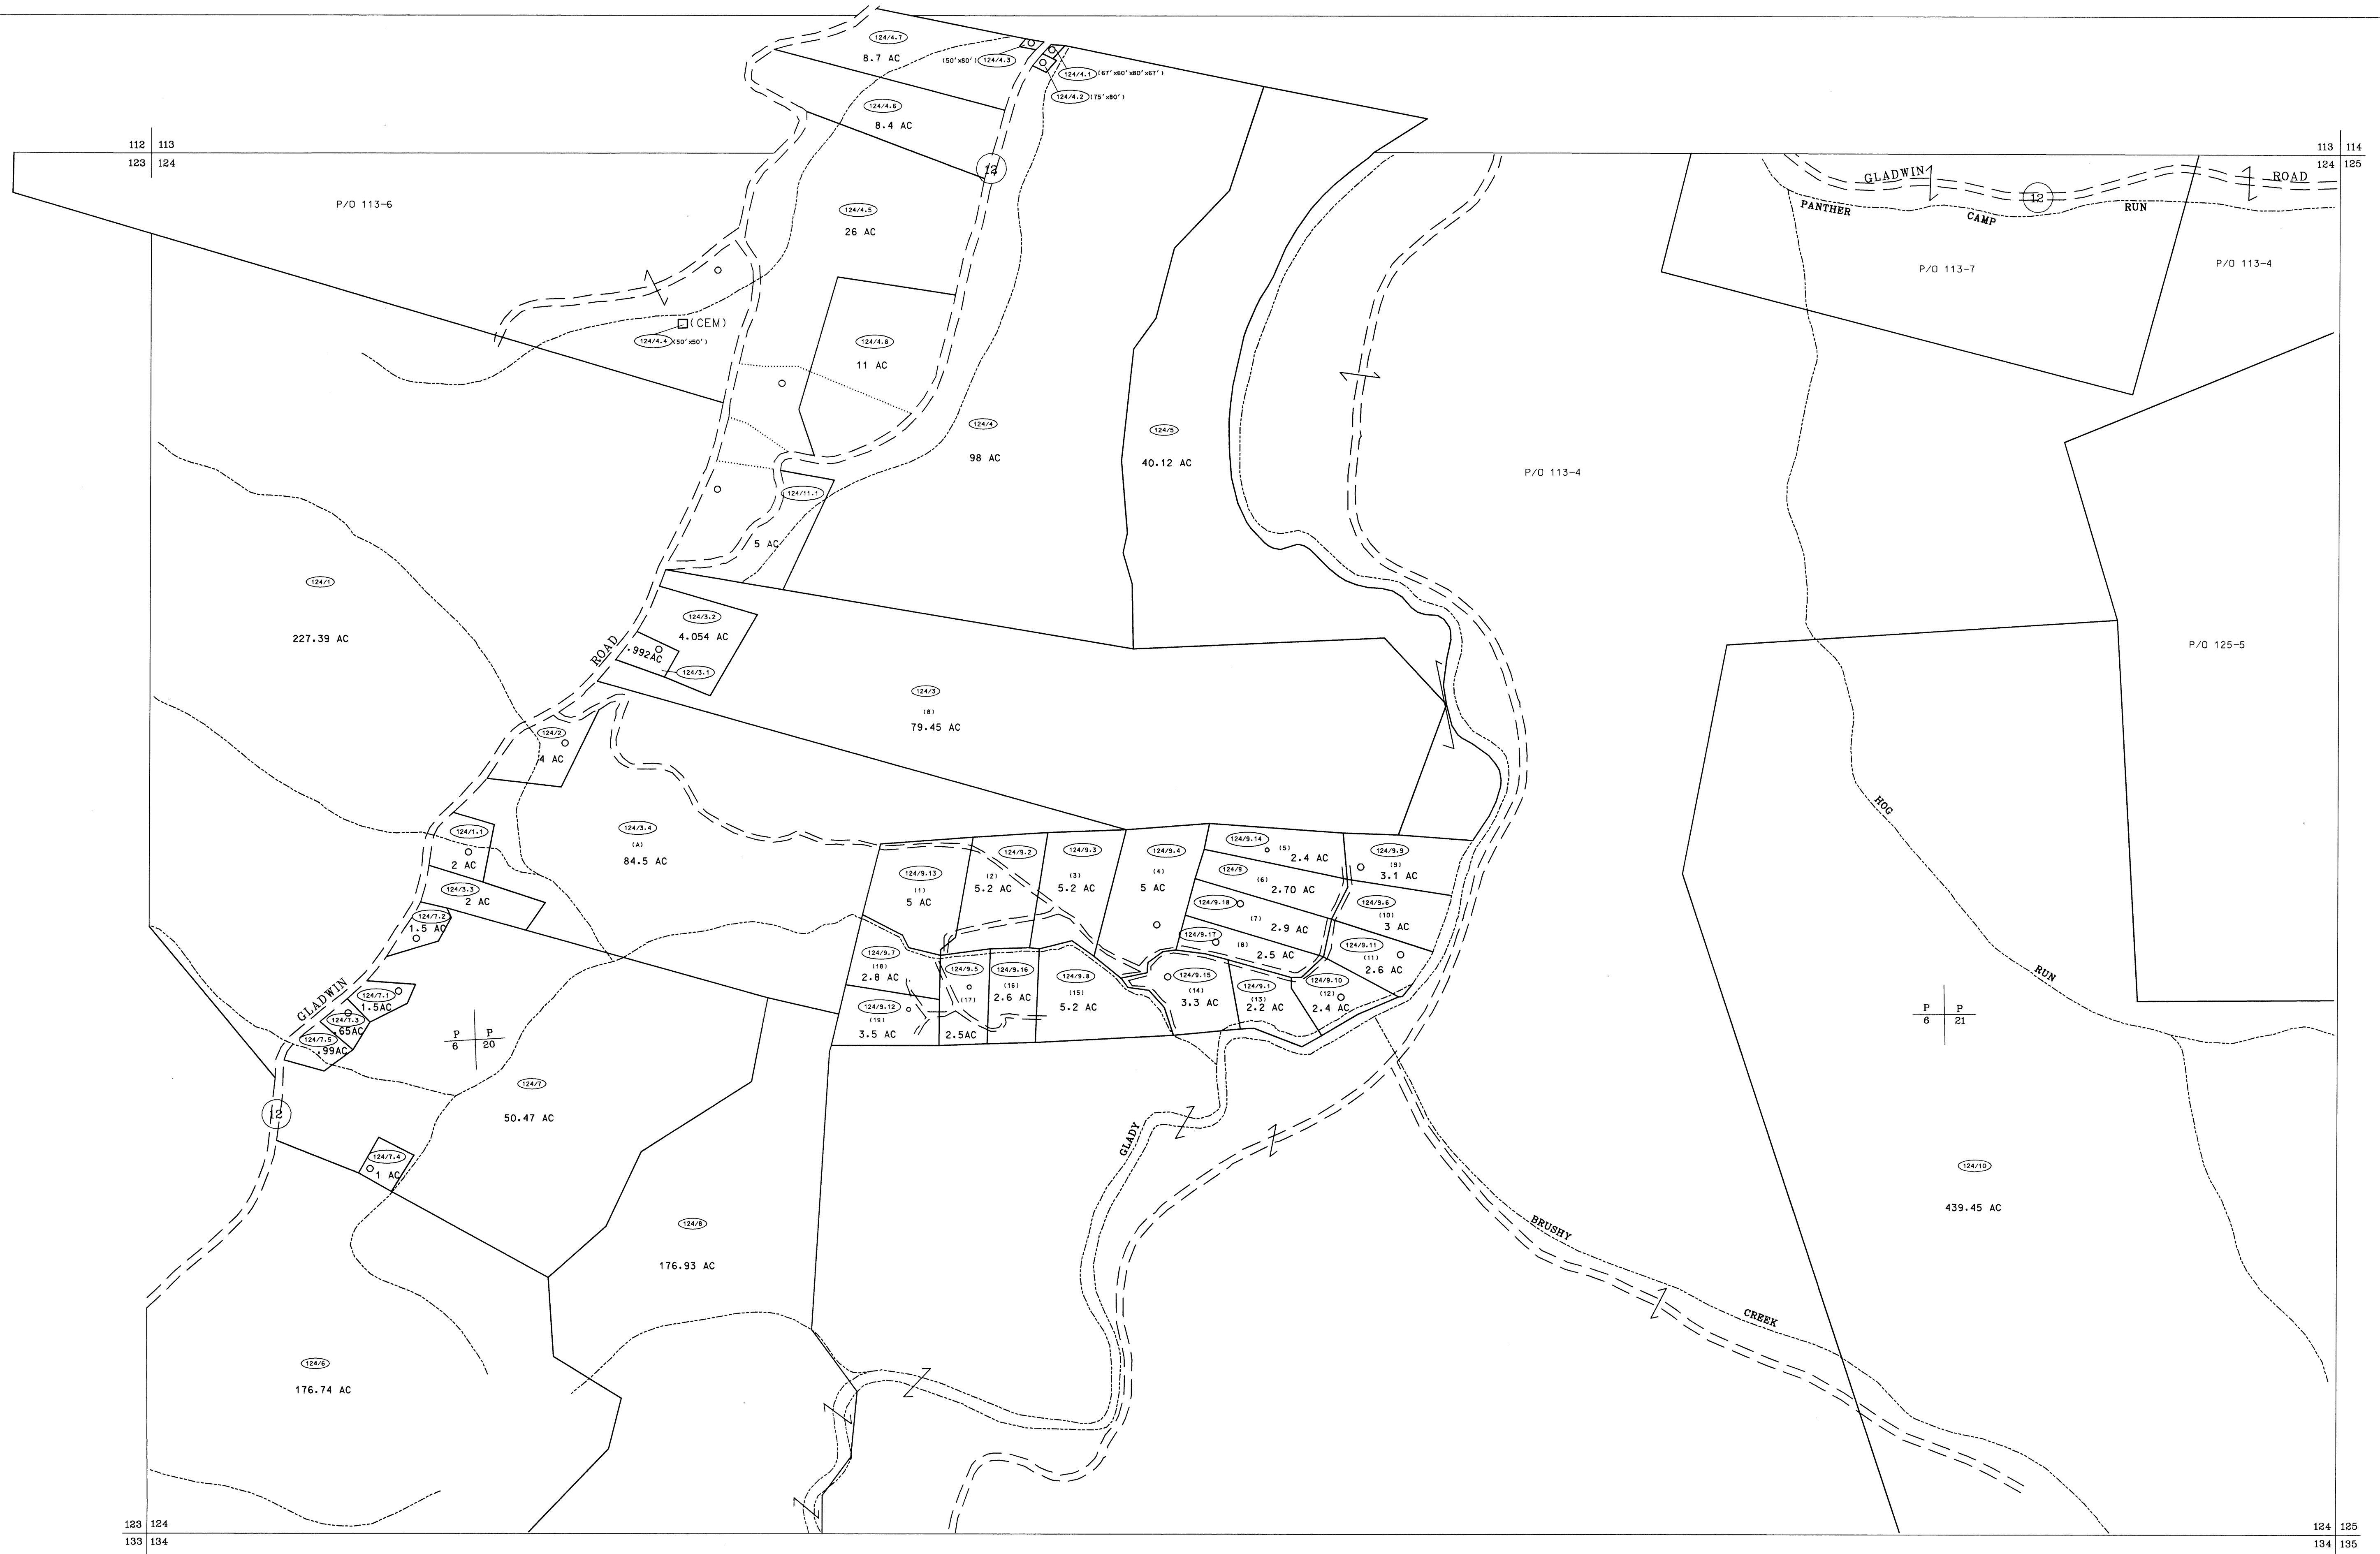 124/4.7
8.7 AC
(50'x80')
124/4.3
124/4.1
(67'x60'x80'x67')
124/4.2
(75'x80')
124/4.6
8.4 AC
112 113
123 124
113 114
124 125
12
GLADWIN
ROAD
12
PANTHER
CAMP
RUN
P/O 113-6
124/4.5
26 AC
P/O 113-7
P/O 113-4
(CEM)
124/4.4
(50'x50')
124/4.8
11 AC
124/4
98 AC
124/5
40.12 AC
P/O 113-4
124/11.1
5 AC
124/1
227.39 AC
124/3.2
4.054 AC
ROAD
.992AC
124/3.1
P/O 125-5
124/3
(B)
79.45 AC
124/2
4 AC
HOG
124/1.1
2 AC
124/3.4
(A)
84.5 AC
124/9.13
(1)
5 AC
124/9.2
(2)
5.2 AC
124/9.3
(3)
5.2 AC
124/9.4
(4)
5 AC
124/9.14
(5)
2.4 AC
124/9.9
(9)
3.1 AC
124/9
(6)
2.70 AC
124/3.3
2 AC
124/9.18
(7)
2.9 AC
124/9.6
(10)
3 AC
124/7.2
1.5 AC
124/9.17
(8)
2.5 AC
124/9.11
(11)
2.6 AC
124/9.7
(18)
2.8 AC
124/9.5
(17)
2.5AC
124/9.16
(16)
2.6 AC
124/9.8
(15)
5.2 AC
124/9.15
(14)
3.3 AC
124/9.1
(13)
2.2 AC
124/9.10
(12)
2.4 AC
RUN
GLADWIN
124/7.1
1.5AC
124/9.12
(19)
3.5 AC
124/7.3
.65AC
124/7.5
.99AC
P P
6 20
P P
6 21
124/7
50.47 AC
12
GLADY
124/7.4
1 AC
124/10
439.45 AC
124/8
176.93 AC
BRUSHY
CREEK
124/6
176.74 AC
123 124
133 134
124 125
134 135